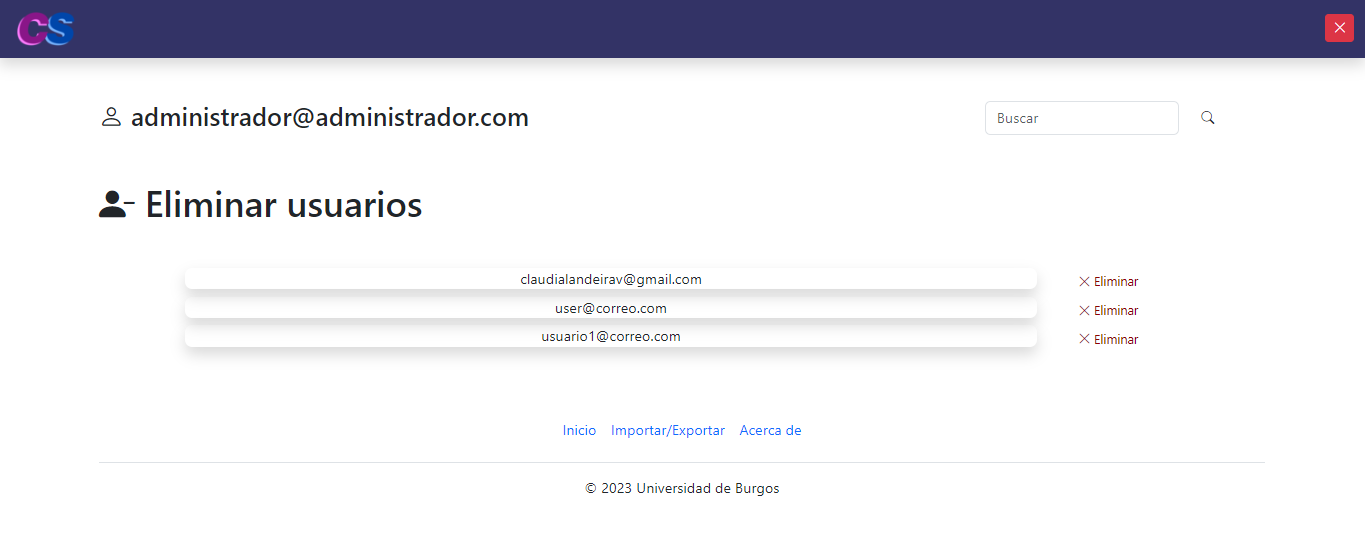 CS
administrador@administrador.com
Buscar
Eliminar usuarios
claudialandeirav@gmail.com Eliminar
user@correo.com Eliminar
usuario1@correo.com Eliminar
Inicio Importar/Exportar Acerca de
© 2023 Universidad de Burgos